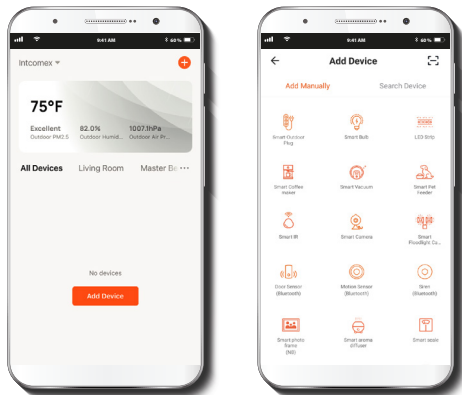 9:41 AM
60%
Intcomex
75°F
Excellent
82.0%
1007.1hPa
Outdoor PM2.5
Outdoor Humid...
Outdoor Air Pr...
All Devices
Living Room
Master Be
No devices
Add Device
9:41 AM
60%
Add Device
Add Manually
Search Device
Smart Outdoor
Plug
Smart Bulb
LED Strip
Smart Coffee
maker
Smart Vacuum
Smart Pet
Feeder
Smart IR
Smart Camera
Smart
Floodlight Ca...
Door Sensor
(Bluetooth)
Motion Sensor
(Bluetooth)
Siren
(Bluetooth)
Smart photo
frame
Smart aroma
diffuser
Smart scale